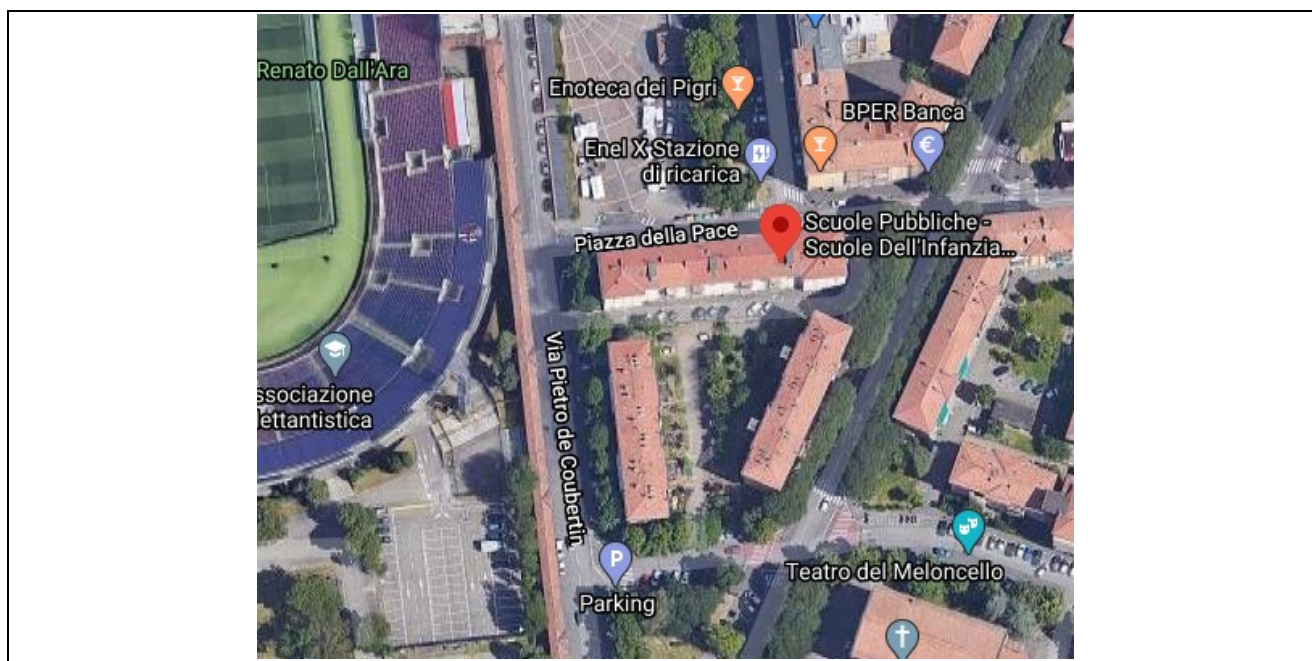 Renato Dall'Ara
Enoteca dei Pigri
BPER Banca
€
Enel X Stazione
di ricarica
Piazza della Pace
Scuole Pubbliche -
Scuole Dell'Infanzia...
Via Pietro de Coubertin
ssociazione
lettantistica
P
Parking
Teatro del Meloncello